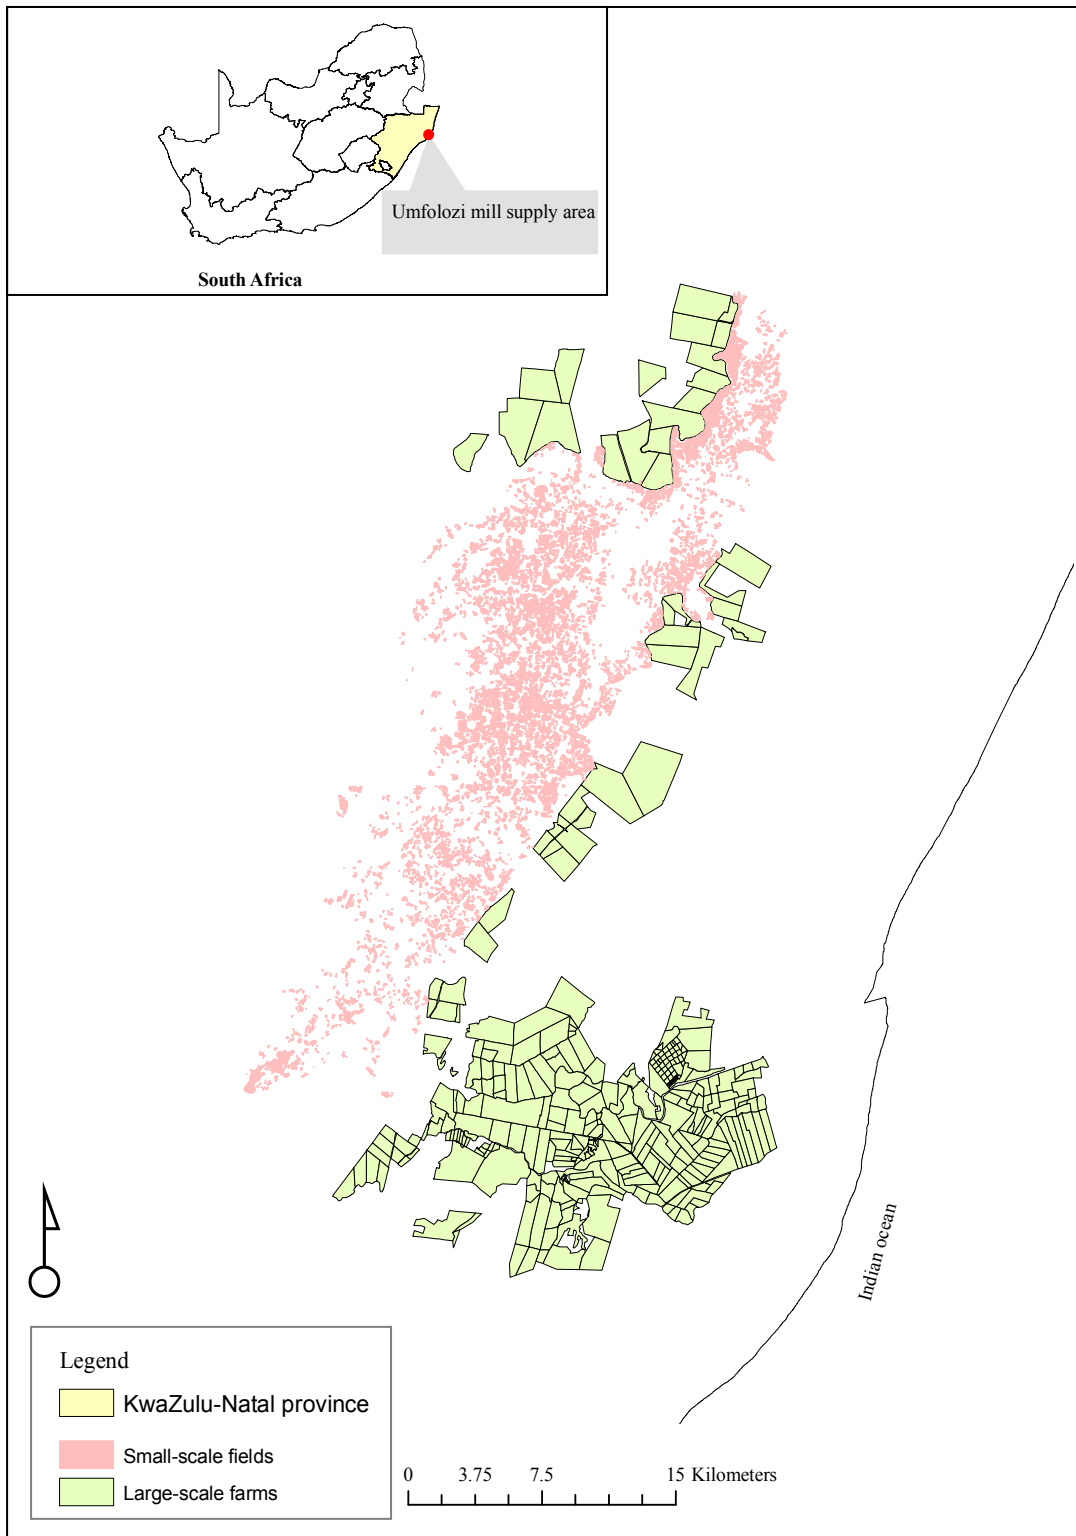 Umfolozi mill supply area
South Africa
Indian ocean
Legend
KwaZulu-Natal province
Small-scale fields
Large-scale farms
0 3.75 7.5 15 Kilometers